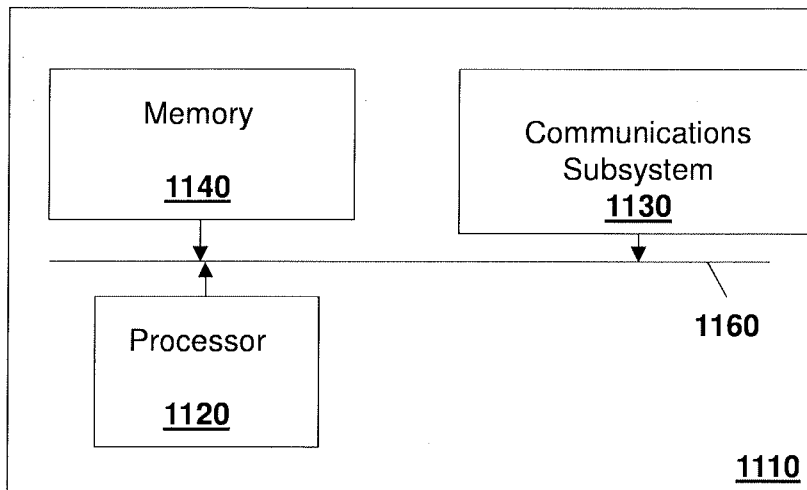 Memory
1140
Communications
Subsystem
1130
1160
Processor
1120
1110